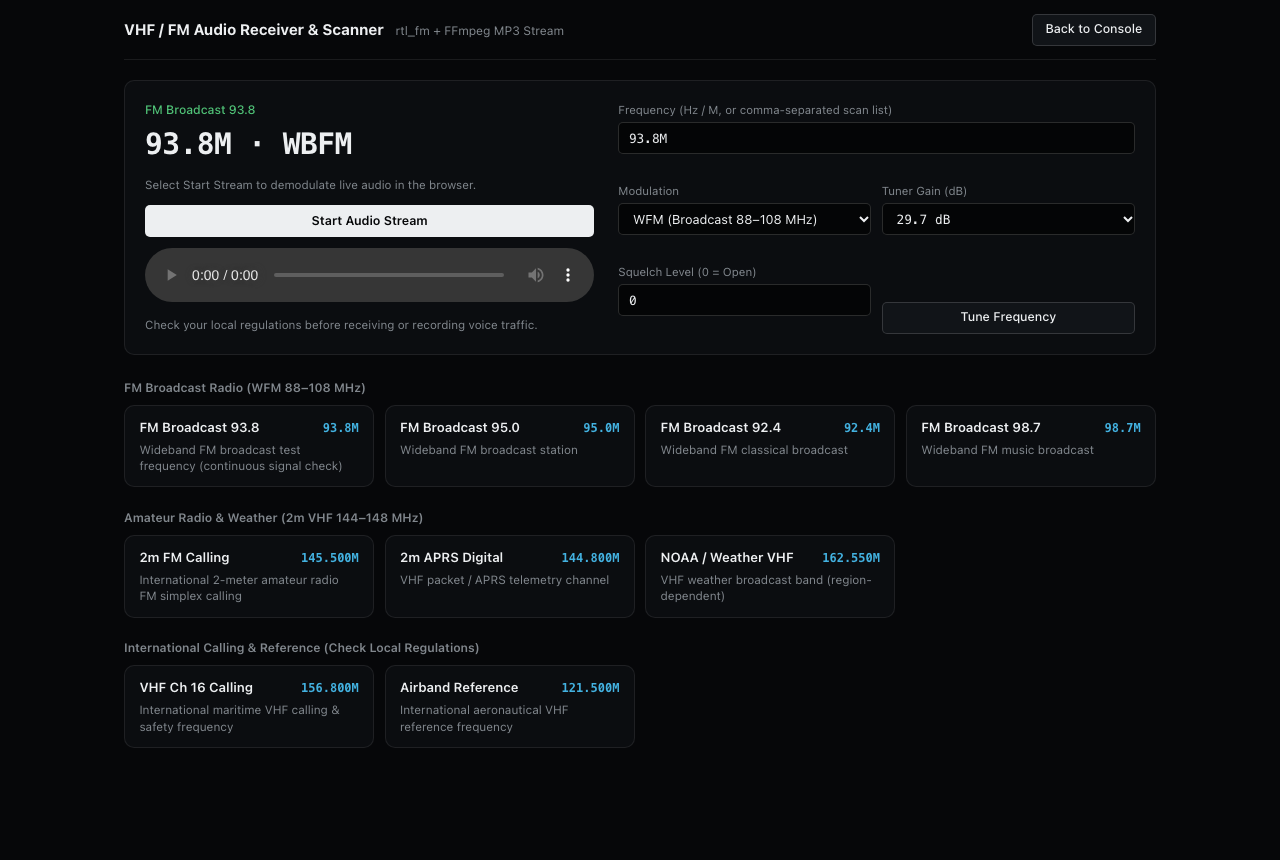 VHF / FM Audio Receiver & Scanner rtl_fm + FFmpeg MP3 Stream
Back to Console
FM Broadcast 93.8
93.8M · WBFM
Select Start Stream to demodulate live audio in the browser.
Start Audio Stream
0:00 / 0:00
Check your local regulations before receiving or recording voice traffic.
Frequency (Hz / M, or comma-separated scan list)
93.8M
Modulation
WFM (Broadcast 88–108 MHz)
Tuner Gain (dB)
29.7 dB
Squelch Level (0 = Open)
0
Tune Frequency
FM Broadcast Radio (WFM 88–108 MHz)
FM Broadcast 93.8 93.8M
Wideband FM broadcast test
frequency (continuous signal check)
FM Broadcast 95.0 95.0M
Wideband FM broadcast station
FM Broadcast 92.4 92.4M
Wideband FM classical broadcast
FM Broadcast 98.7 98.7M
Wideband FM music broadcast
Amateur Radio & Weather (2m VHF 144–148 MHz)
2m FM Calling 145.500M
International 2-meter amateur radio
FM simplex calling
2m APRS Digital 144.800M
VHF packet / APRS telemetry channel
NOAA / Weather VHF 162.550M
VHF weather broadcast band (region-
dependent)
International Calling & Reference (Check Local Regulations)
VHF Ch 16 Calling 156.800M
International maritime VHF calling &
safety frequency
Airband Reference 121.500M
International aeronautical VHF
reference frequency